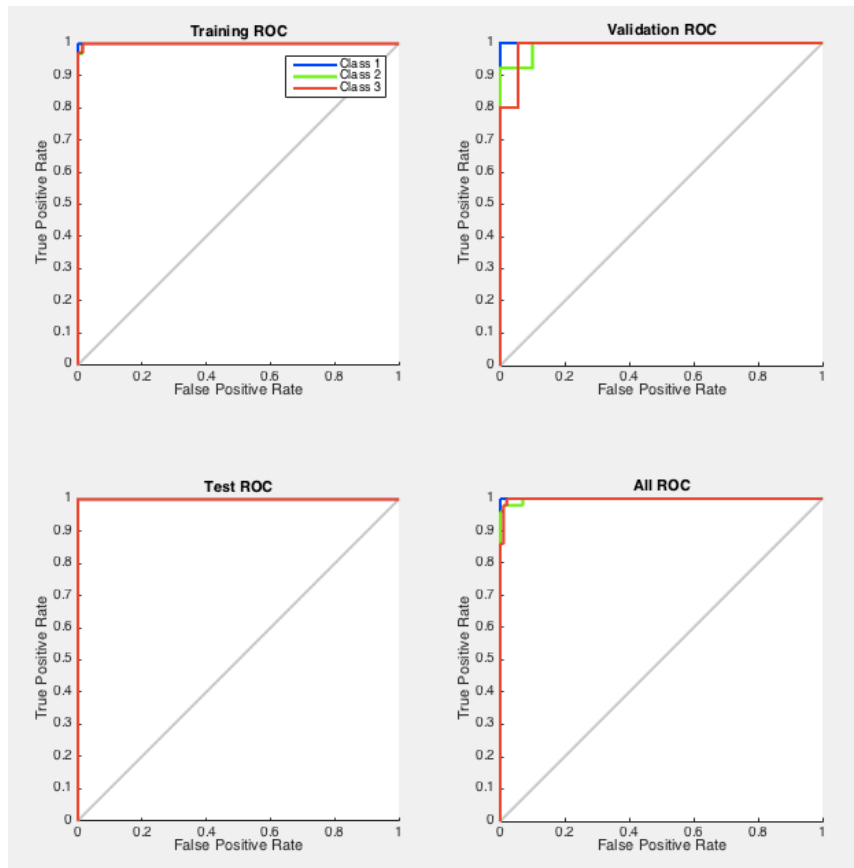 Training ROC
1
0.9
0.8
0.7
0.6
0.5
0.4
0.3
0.2
0.1
0
True Positive Rate
Class 1
Class 2
Class 3
0 0.2 0.4 0.6 0.8 1
False Positive Rate
Validation ROC
1
0.9
0.8
0.7
0.6
0.5
0.4
0.3
0.2
0.1
0
True Positive Rate
0 0.2 0.4 0.6 0.8 1
False Positive Rate
Test ROC
1
0.9
0.8
0.7
0.6
0.5
0.4
0.3
0.2
0.1
0
True Positive Rate
0 0.2 0.4 0.6 0.8 1
False Positive Rate
All ROC
1
0.9
0.8
0.7
0.6
0.5
0.4
0.3
0.2
0.1
0
True Positive Rate
0 0.2 0.4 0.6 0.8 1
False Positive Rate